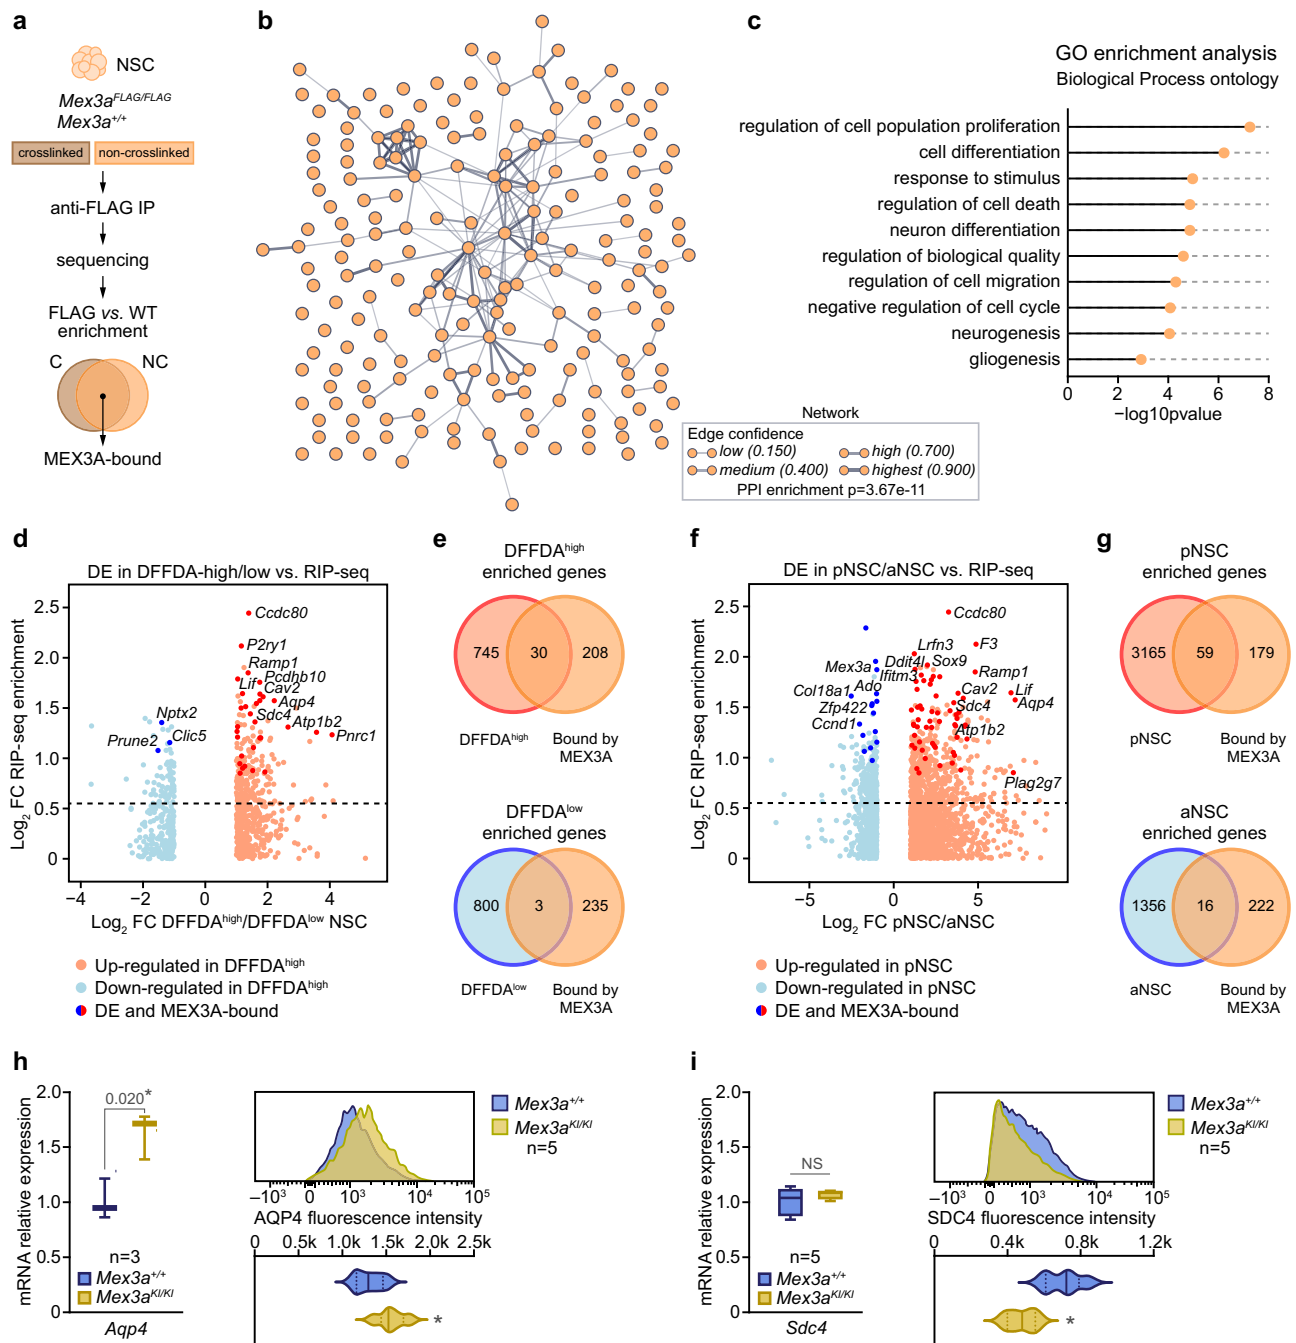 a
NSC
Mex3a^FLAG/FLAG
Mex3a^+/+
crosslinked
non-crosslinked
anti-FLAG IP
sequencing
FLAG vs. WT
enrichment
C
NC
MEX3A-bound
b
Network
Edge confidence
low (0.150)
high (0.700)
medium (0.400)
highest (0.900)
PPI enrichment p=3.67e-11
c
GO enrichment analysis
Biological Process ontology
regulation of cell population proliferation
cell differentiation
response to stimulus
regulation of cell death
neuron differentiation
regulation of biological quality
regulation of cell migration
negative regulation of cell cycle
neurogenesis
gliogenesis
0 2 4 6 8
−log10pvalue
d
DE in DFFDA-high/low vs. RIP-seq
Log2 FC RIP-seq enrichment
2.5
2.0
1.5
1.0
0.5
0
Ccdc80
P2ry1
Ramp1
Pcdhb10
Lif
Cav2
Aqp4
Sdc4
Atp1b2
Pnrc1
Nptx2
Prune2
Clic5
−4 −2 0 2 4
Log2 FC DFFDA^high/DFFDA^low NSC
Up-regulated in DFFDA^high
Down-regulated in DFFDA^high
DE and MEX3A-bound
e
DFFDA^high
enriched genes
745 30 208
DFFDA^high
Bound by
MEX3A
DFFDA^low
enriched genes
800 3 235
DFFDA^low
Bound by
MEX3A
f
DE in pNSC/aNSC vs. RIP-seq
Log2 FC RIP-seq enrichment
2.5
2.0
1.5
1.0
0.5
0
Ccdc80
Lrfn3
F3
Mex3a
Ddit4l
Sox9
Ifitm3
Ramp1
Col18a1
Ado
Cav2
Lif
Zfp422
Sdc4
Aqp4
Ccnd1
Atp1b2
Plag2g7
−5 0 5
Log2 FC pNSC/aNSC
Up-regulated in pNSC
Down-regulated in pNSC
DE and MEX3A-bound
g
pNSC
enriched genes
3165 59 179
pNSC
Bound by
MEX3A
aNSC
enriched genes
1356 16 222
aNSC
Bound by
MEX3A
h
mRNA relative expression
2.0
1.5
1.0
0.5
0
0.020*
n=3
Mex3a^+/+
Mex3a^KI/KI
Aqp4
Mex3a^+/+
Mex3a^KI/KI
n=5
−10^3 0 10^3 10^4 10^5
AQP4 fluorescence intensity
0 0.5k 1.0k 1.5k 2.0k 2.5k
*
i
mRNA relative expression
2.0
1.5
1.0
0.5
0
NS
n=5
Mex3a^+/+
Mex3a^KI/KI
Sdc4
Mex3a^+/+
Mex3a^KI/KI
n=5
−10^3 0 10^3 10^4 10^5
SDC4 fluorescence intensity
0 0.4k 0.8k 1.2k
*